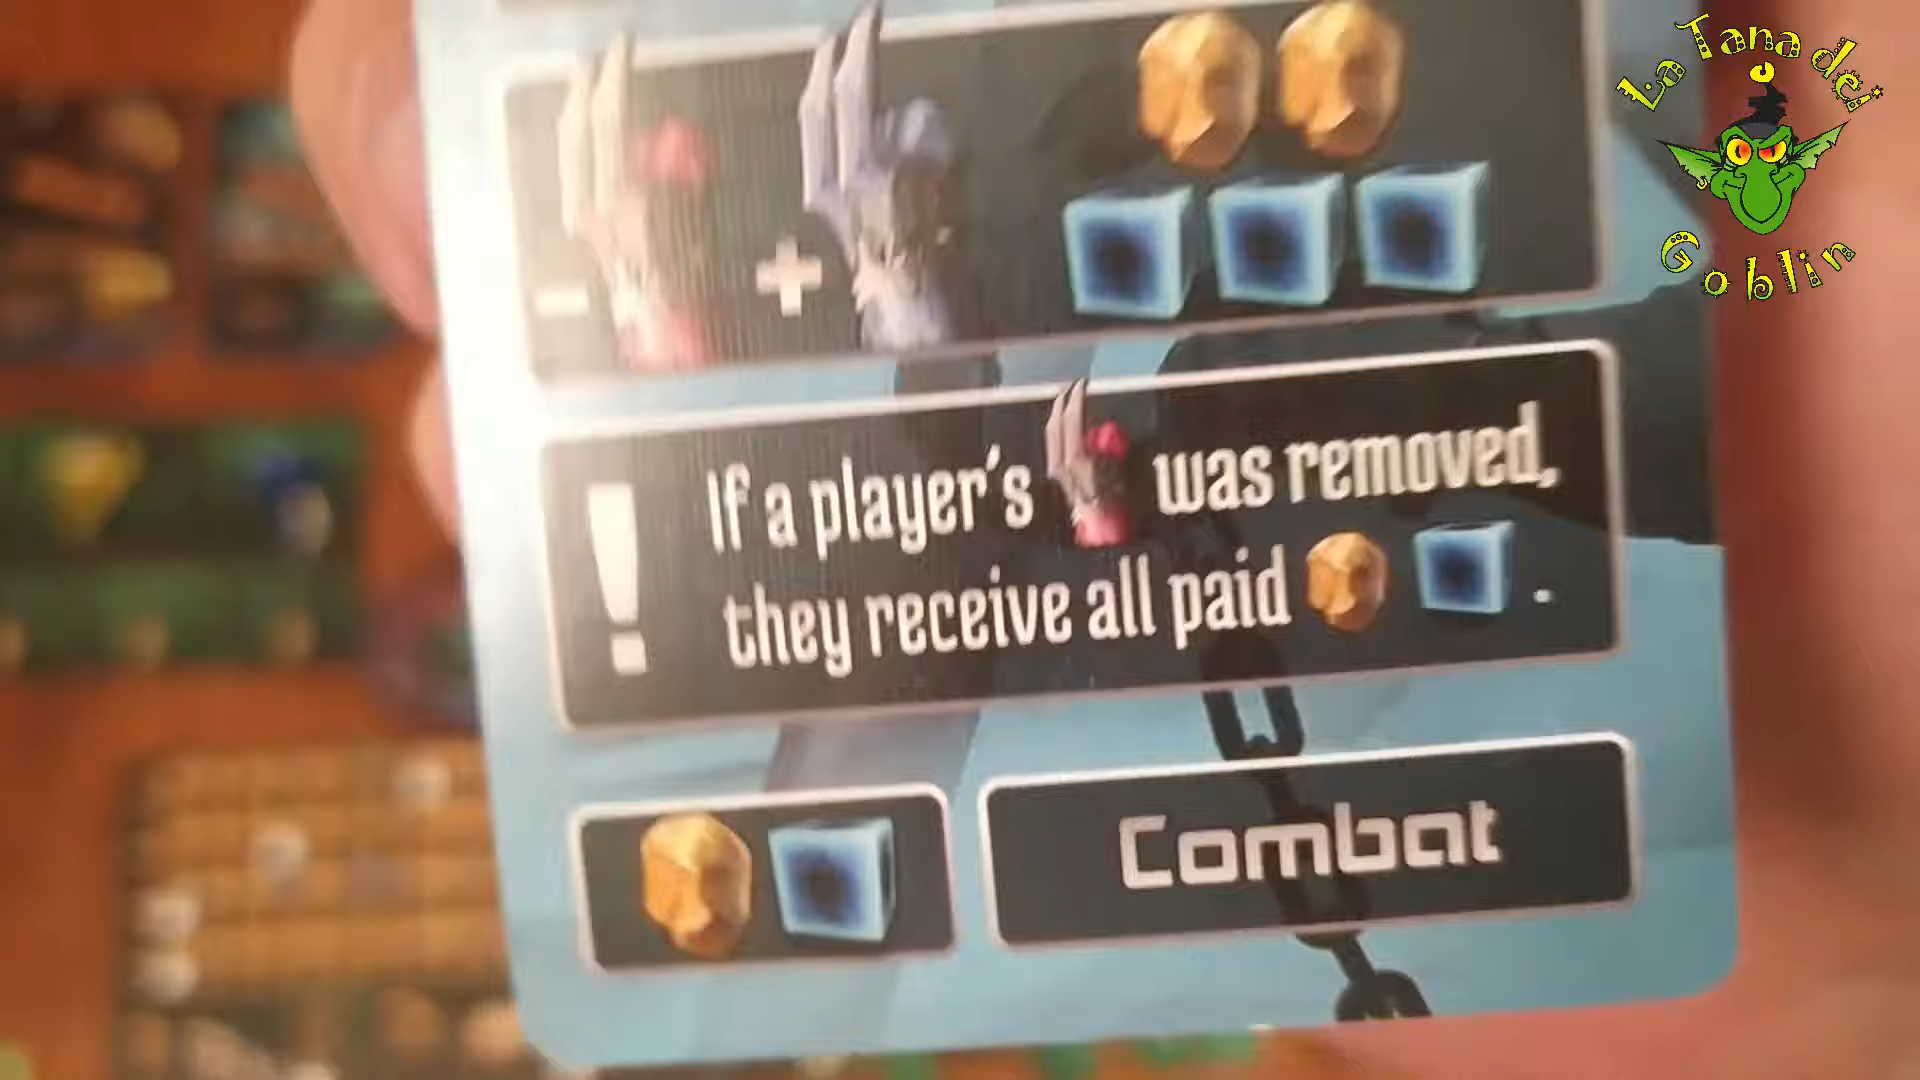 La Tana dei
Goblin
- +
! If a player's was removed,
they receive all paid .
Combat